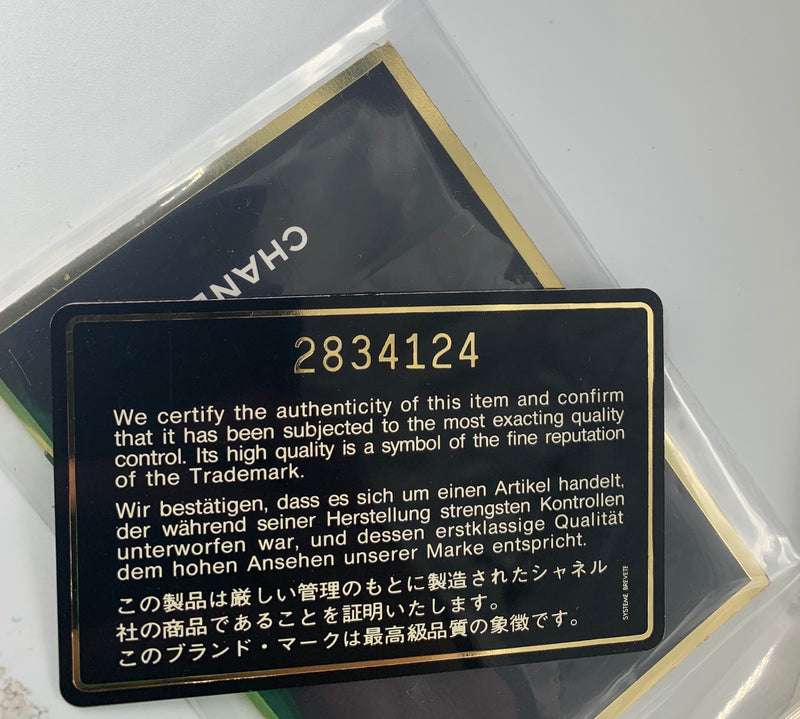 CHANE
2834124
We certify the authenticity of this item and confirm
that it has been subjected to the most exacting quality
control. Its high quality is a symbol of the fine reputation
of the Trademark.
Wir bestätigen, dass es sich um einen Artikel handelt,
der während seiner Herstellung strengsten Kontrollen
unterworfen war, und dessen erstklassige Qualität
dem hohen Ansehen unserer Marke entspricht.
この製品は厳しい管理のもとに製造されたシャネル
社の商品であることを証明いたします。
このブランド・マークは最高級品質の象徴です。
SYSTEME BREVETE